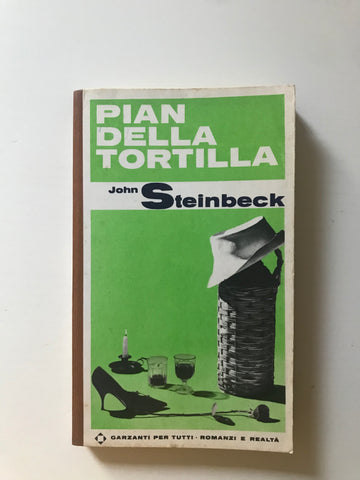 PIAN
DELLA
TORTILLA
John Steinbeck
GARZANTI PER TUTTI · ROMANZI E REALTÀ